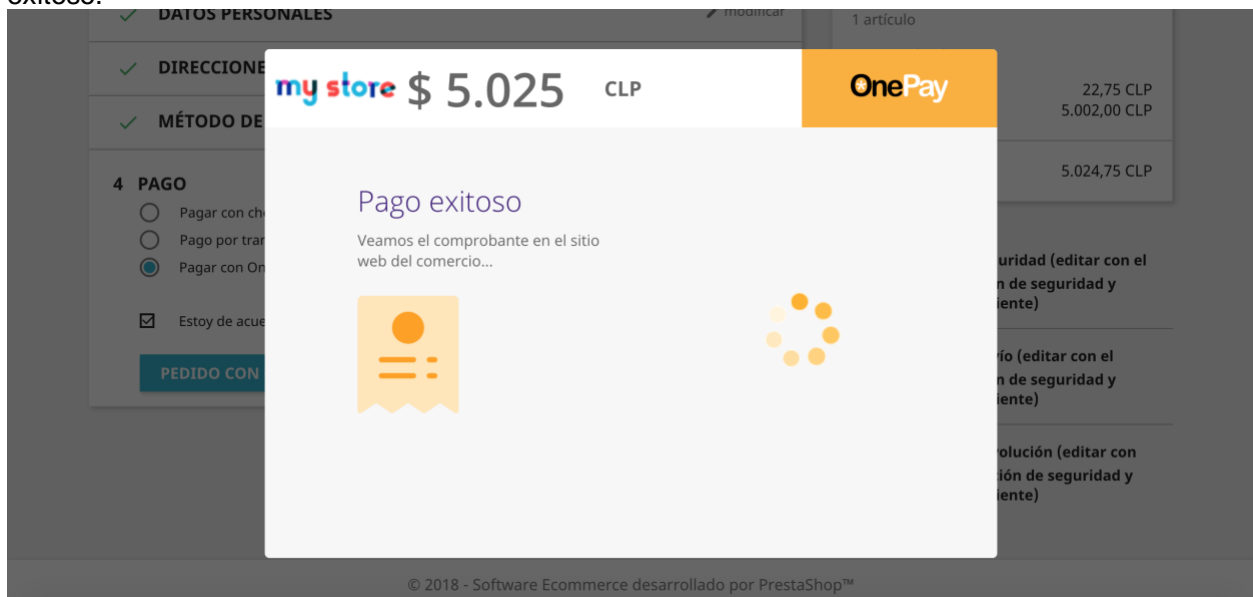 exitoso.
DATOS PERSONALES
modificar
1 artículo
DIRECCIONE
my store $ 5.025 CLP
OnePay
22,75 CLP
5.002,00 CLP
MÉTODO DE
5.024,75 CLP
4 PAGO
Pagar con ch
Pago por tran
Pagar con On
Estoy de acue
PEDIDO CON
Pago exitoso
Veamos el comprobante en el sitio
web del comercio...
uridad (editar con el
n de seguridad y
iente)
ío (editar con el
n de seguridad y
iente)
olución (editar con
ión de seguridad y
iente)
© 2018 - Software Ecommerce desarrollado por PrestaShop™